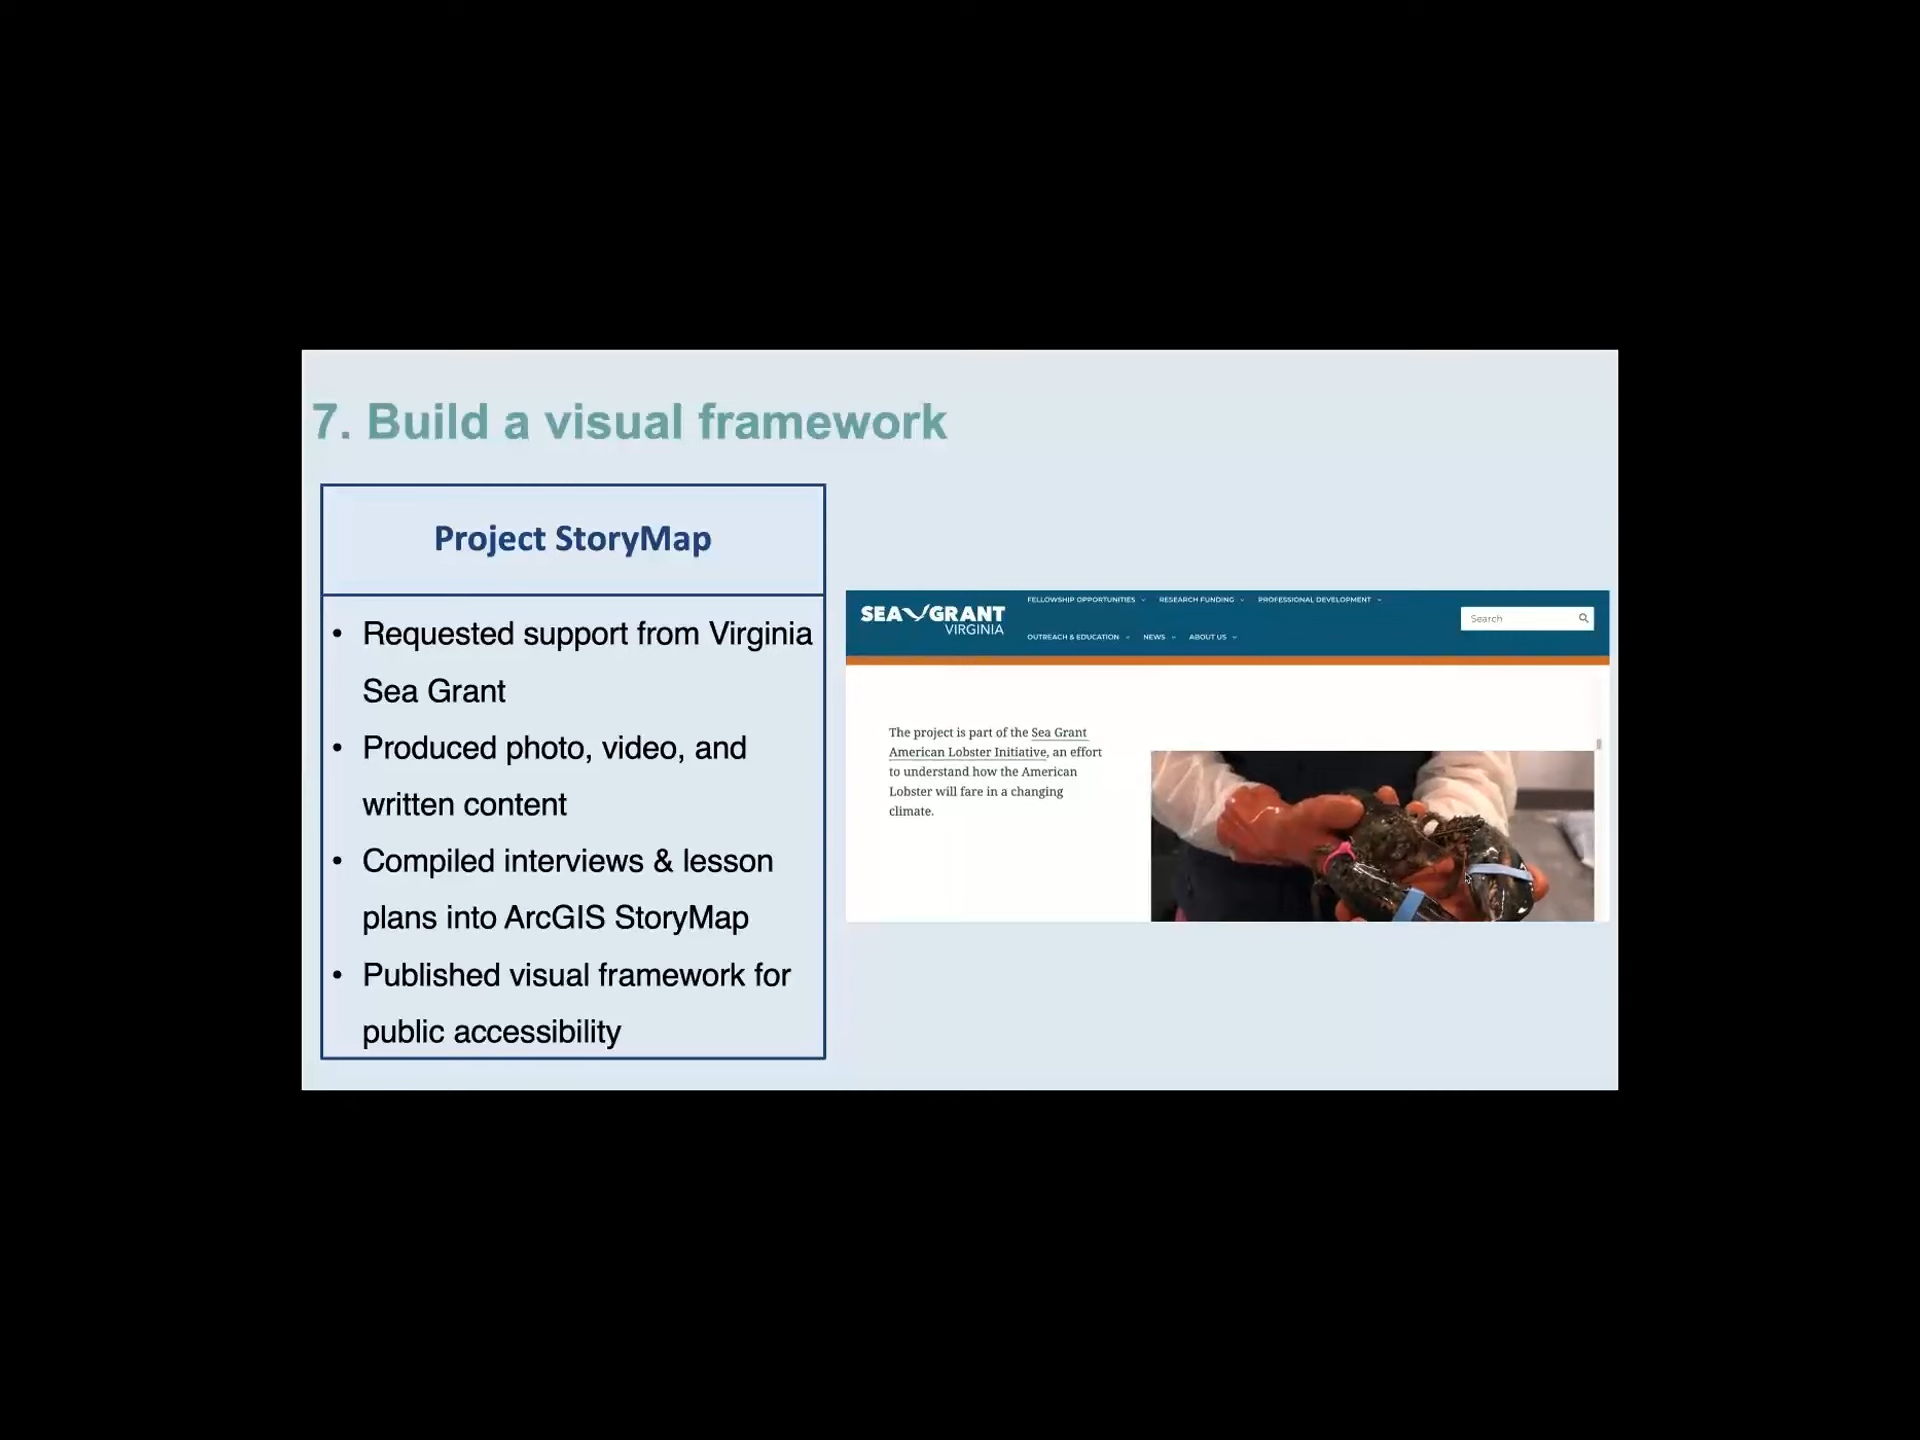 7. Build a visual framework
Project StoryMap
• Requested support from Virginia
Sea Grant
• Produced photo, video, and
written content
• Compiled interviews & lesson
plans into ArcGIS StoryMap
• Published visual framework for
public accessibility
SEA GRANT
VIRGINIA
FELLOWSHIP OPPORTUNITIES RESEARCH FUNDING PROFESSIONAL DEVELOPMENT
OUTREACH & EDUCATION NEWS ABOUT US
Search
The project is part of the Sea Grant
American Lobster Initiative, an effort
to understand how the American
Lobster will fare in a changing
climate.